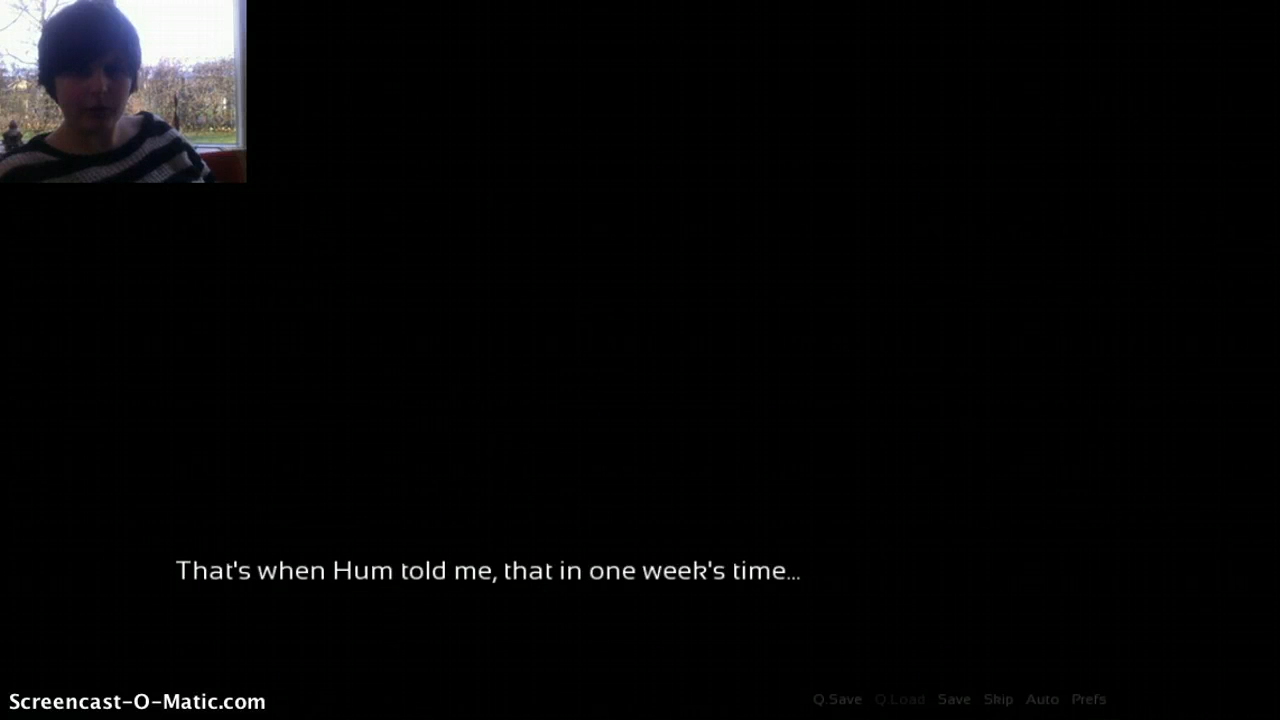 That's when Hum told me, that in one week's time...
Screencast-O-Matic.com
Q.Save Q.Load Save Skip Auto Prefs